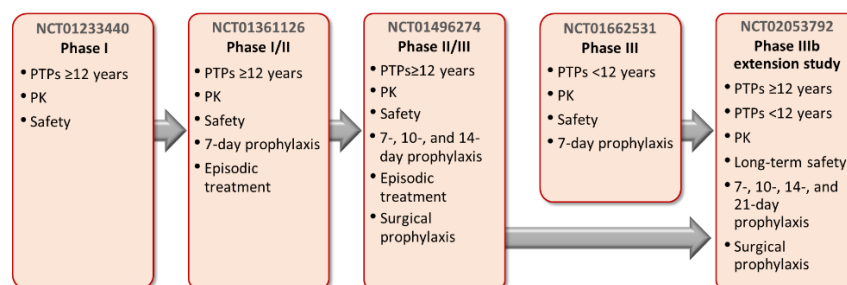 NCT01233440
Phase I
• PTPs ≥12 years
• PK
• Safety
NCT01361126
Phase I/II
• PTPs ≥12 years
• PK
• Safety
• 7-day prophylaxis
• Episodic
treatment
NCT01496274
Phase II/III
• PTPs≥12 years
• PK
• Safety
• 7-, 10-, and 14-
day prophylaxis
• Episodic
treatment
• Surgical
prophylaxis
NCT01662531
Phase III
• PTPs <12 years
• PK
• Safety
• 7-day prophylaxis
NCT02053792
Phase IIIb
extension study
• PTPs ≥12 years
• PTPs <12 years
• PK
• Long-term safety
• 7-, 10-, 14-, and
21-day
prophylaxis
• Surgical
prophylaxis